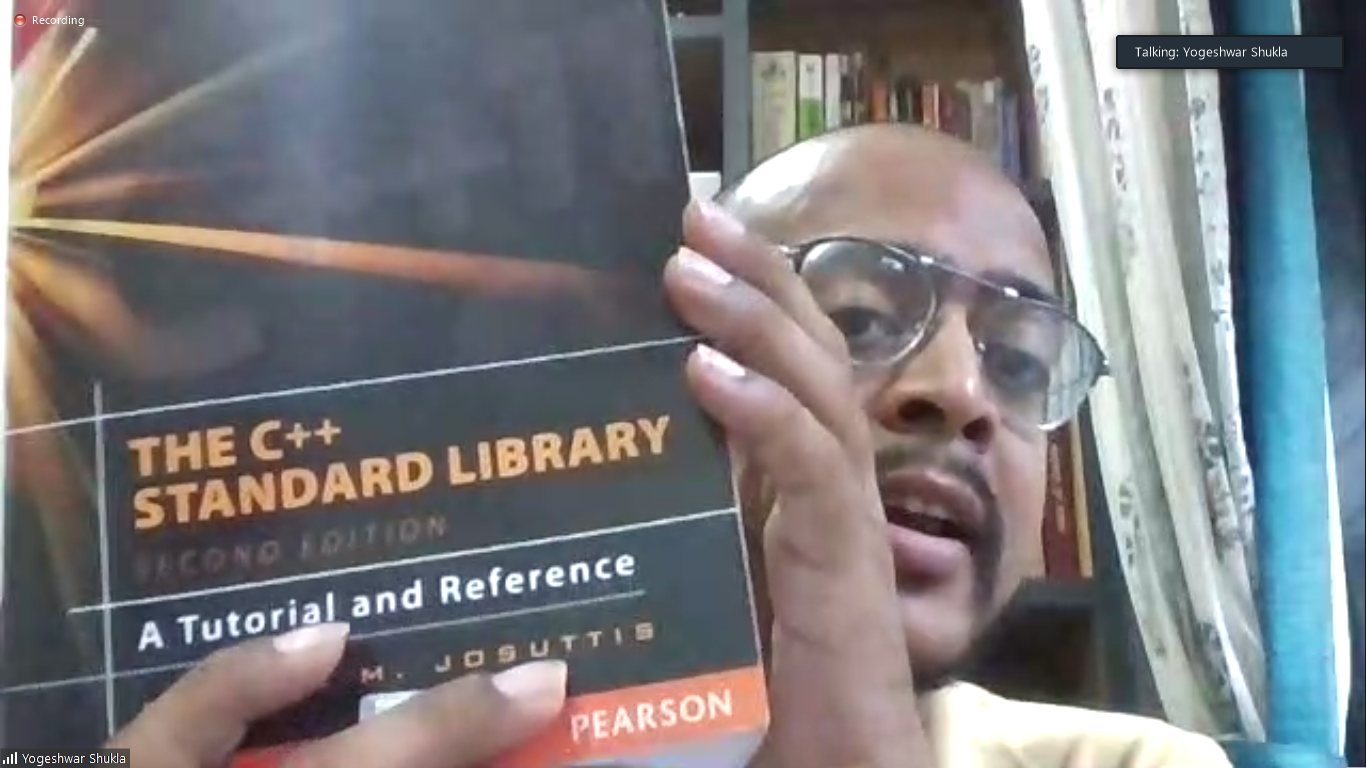 Recording
Talking: Yogeshwar Shukla
THE C++
STANDARD LIBRARY
SECOND EDITION
A Tutorial and Reference
M. JOSUTTIS
PEARSON
Yogeshwar Shukla